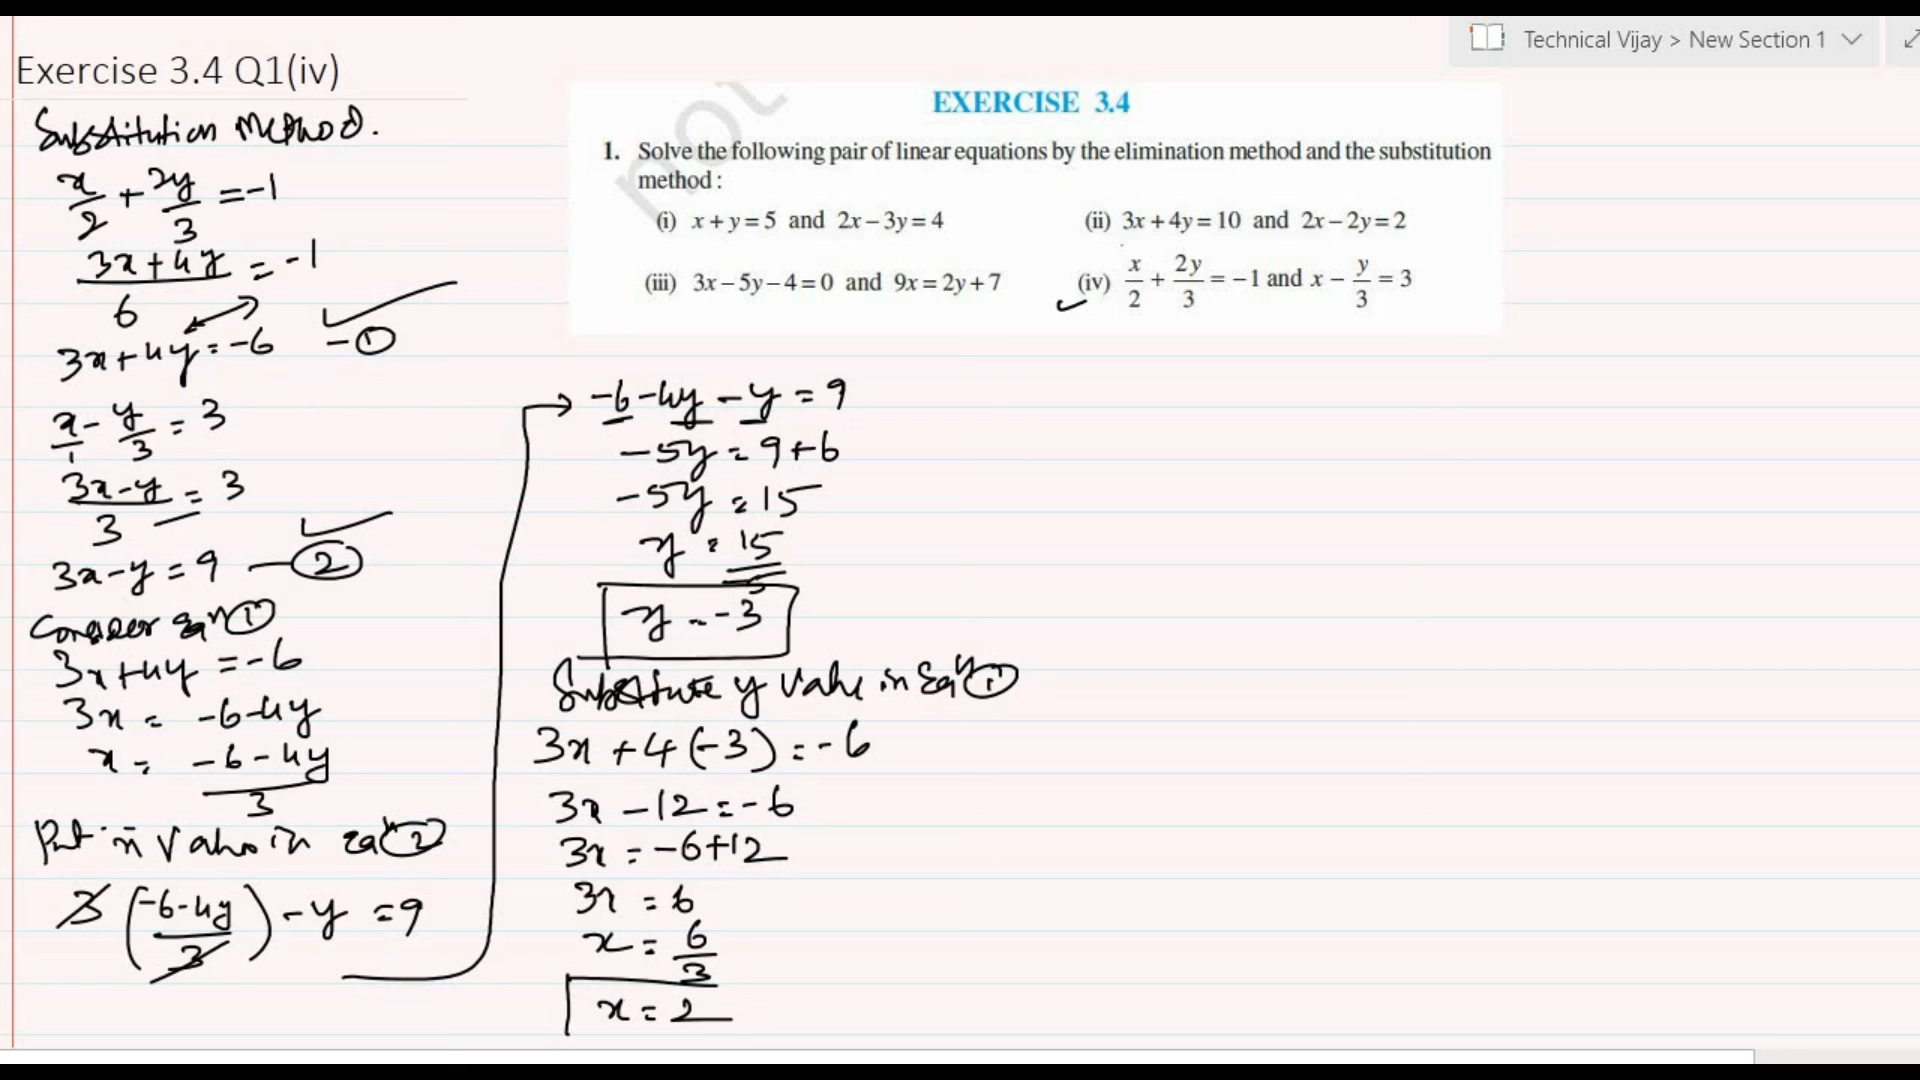 Technical Vijay > New Section 1
Exercise 3.4 Q1(iv)
Substitution Method.
x/2 + 2y/3 = -1
3x+4y/6 = -1
3x+4y = -6 - ①
x/1 - y/3 = 3
3x-y/3 = 3
3x-y = 9 - ②
Consider Eqn ①
3x+4y = -6
3x = -6-4y
x = -6-4y/3
Put 'x' Value in Eqn ②
3(-6-4y/3) - y = 9
not
EXERCISE 3.4
1. Solve the following pair of linear equations by the elimination method and the substitution
method :
(i) x + y = 5 and 2x – 3y = 4 (ii) 3x + 4y = 10 and 2x – 2y = 2
(iii) 3x – 5y – 4 = 0 and 9x = 2y + 7 (iv) x/2 + 2y/3 = –1 and x – y/3 = 3
-6-4y - y = 9
-5y = 9+6
-5y = 15
y = 15/
y = -3
Substitute y Value in Eqn ①
3x + 4(-3) = -6
3x - 12 = -6
3x = -6+12
3x = 6
x = 6/3
x = 2